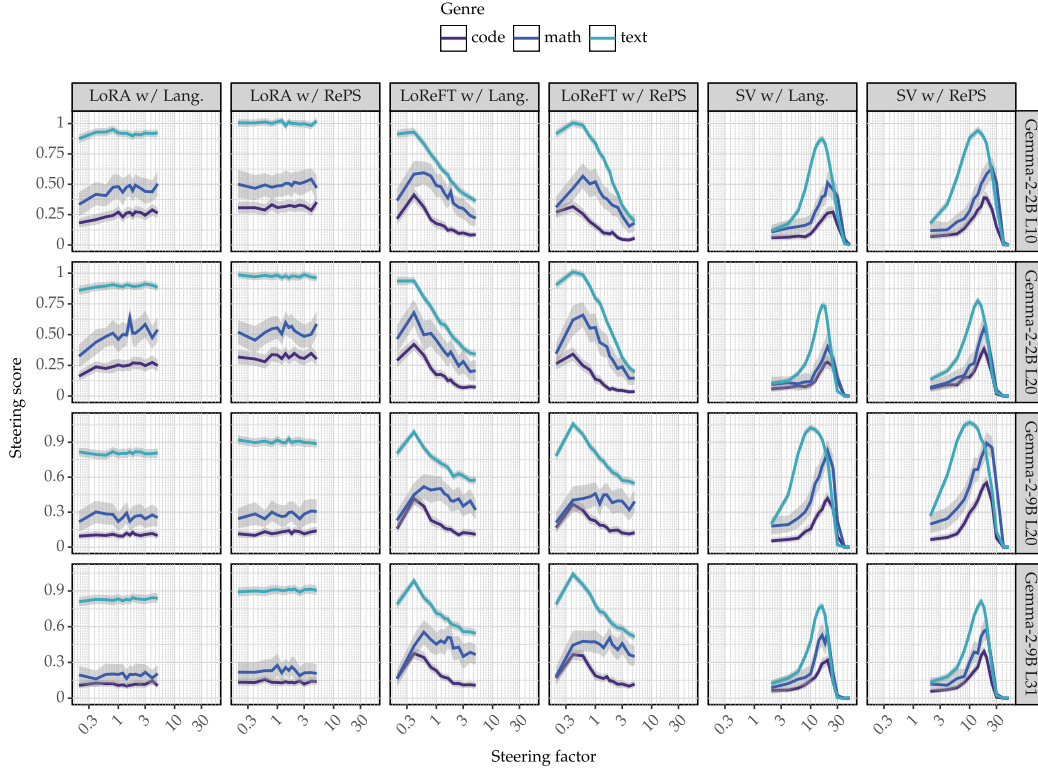 Genre
code math text
LoRA w/ Lang. LoRA w/ RePS LoReFT w/ Lang. LoReFT w/ RePS SV w/ Lang. SV w/ RePS
1
0.75
0.50
0.25
0
Gemma-2-2B L10
1
0.75
0.50
0.25
0
Gemma-2-2B L20
Steering score
0.9
0.6
0.3
0
Gemma-2-9B L20
0.9
0.6
0.3
0
Gemma-2-9B L31
0.3 1 3 10 30 0.3 1 3 10 30 0.3 1 3 10 30 0.3 1 3 10 30 0.3 1 3 10 30 0.3 1 3 10 30
Steering factor